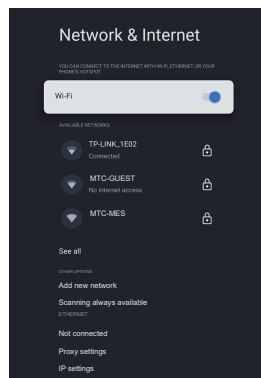 Network & Internet
YOU CAN CONNECT TO THE INTERNET WITH WI-FI, ETHERNET, OR YOUR
PHONE'S HOTSPOT.
Wi-Fi
AVAILABLE NETWORKS
TP-LINK_1E02
Connected
MTC-GUEST
No internet access
MTC-MES
See all
OTHER OPTIONS
Add new network
Scanning always available
ETHERNET
Not connected
Proxy settings
IP settings